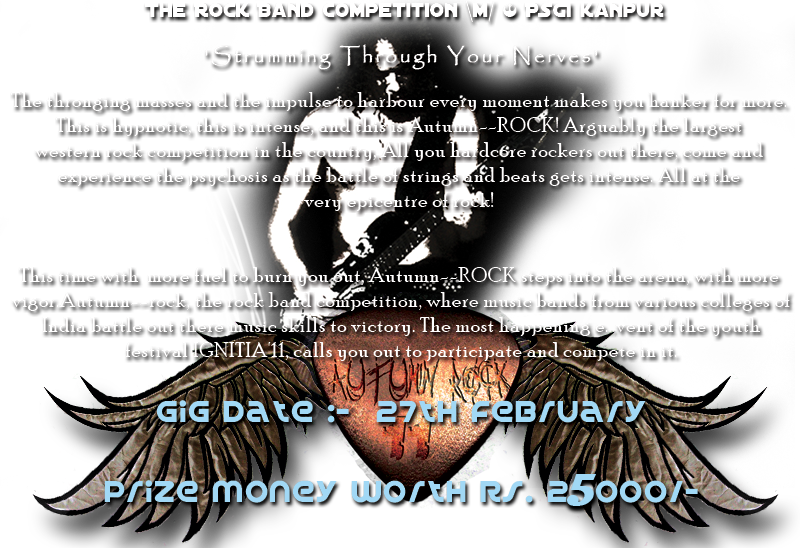 THE ROCK BAND COMPETITION \M/ @ PSGI KANPUR
'Strumming Through Your Nerves'
The thronging masses and the impulse to harbour every moment makes you hanker for more.
This is hypnotic, this is intense, and this is Autumn--ROCK! Arguably the largest
western rock competition in the country. All you hardcore rockers out there, come and
experience the psychosis as the battle of strings and beats gets intense. All at the
very epicentre of rock!
This time with more fuel to burn you out, Autumn--ROCK steps into the arena, with more
vigor.Autumn--rock, the rock band competition, where music bands from various colleges of
India battle out there music skills to victory. The most happening e vent of the youth
festival IGNITIA'11, calls you out to participate and compete in it.
AUTUMN ROCK
11
Gig Date :- 27th February
Prize money worth Rs. 25000/-